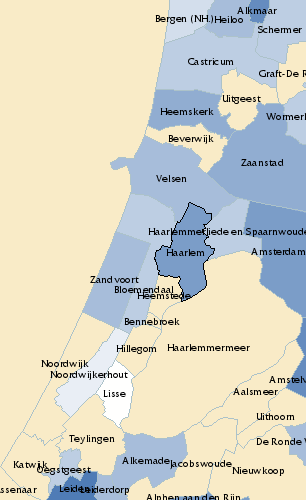 Alkmaar
Bergen (NH.)
Heiloo
Schermer
Castricum
Graft-De R
Uitgeest
Heemskerk
Wormerl
Beverwijk
Zaanstad
Velsen
Haarlemmerliede en Spaarnwoude
Haarlem
Amsterdam
Zandvoort
Bloemendaal
Heemstede
Bennebroek
Hillegom
Haarlemmermeer
Noordwijk
Noordwijkerhout
Lisse
Amstelv
Aalsmeer
Uithoorn
Teylingen
De Ronde V
Katwijk
Oegstgeest
Alkemade
Jacobswoude
Nieuwkoop
ssenaar
Leiden
Leiderdorp
Alphen aan den Rijn